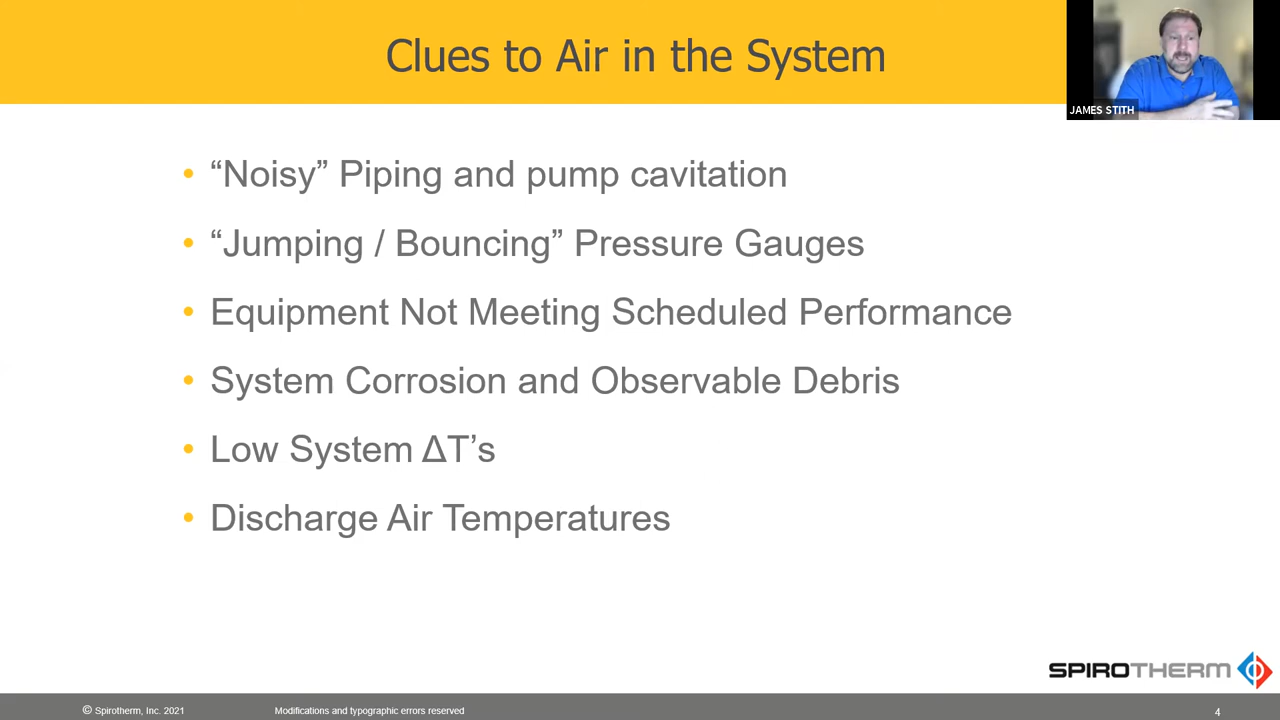 Clues to Air in the System
JAMES STITH
• “Noisy” Piping and pump cavitation
• “Jumping / Bouncing” Pressure Gauges
• Equipment Not Meeting Scheduled Performance
• System Corrosion and Observable Debris
• Low System ΔT’s
• Discharge Air Temperatures
SPIROTHERM
© Spirotherm, Inc. 2021
Modifications and typographic errors reserved
4